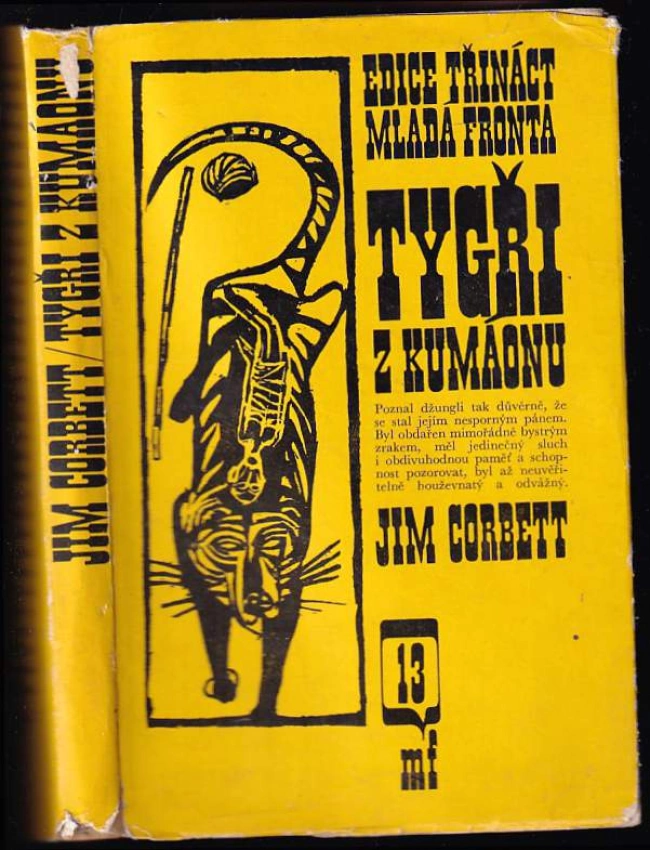 JIM CORBETT / TYGŘI Z KUMÁONU
EDICE TŘINÁCT
MLADÁ FRONTA
TYGŘI
Z KUMÁONU
Poznal džungli tak důvěrně, že
se stal jejím nesporným pánem.
Byl obdařen mimořádně bystrým
zrakem, měl jedinečný sluch
i obdivuhodnou paměť a schop-
nost pozorovat, byl až neuvěři-
telně houževnatý a odvážný.
JIM CORBETT
13
mf